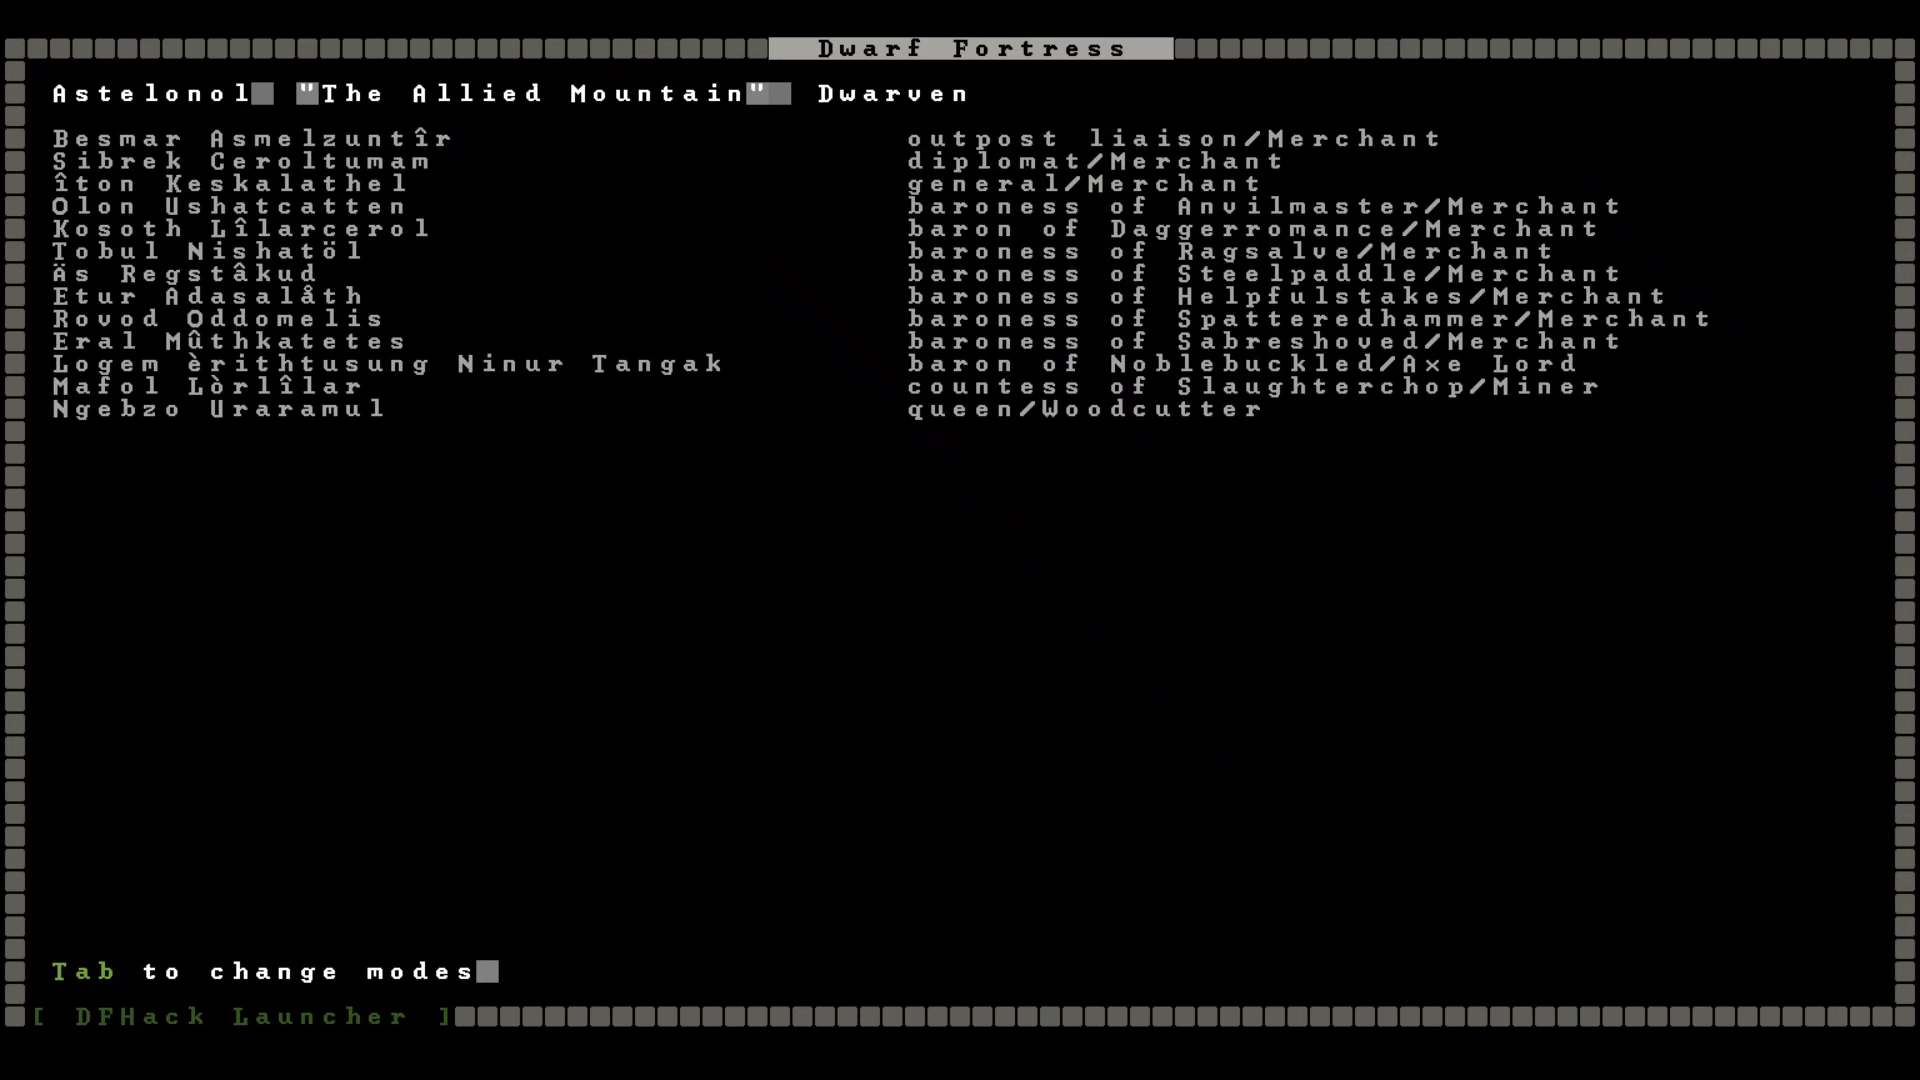 Dwarf Fortress
Astelonol "The Allied Mountain" Dwarven
Besmar Asmelzuntîr outpost liaison/Merchant
Sibrek Ceroltumam diplomat/Merchant
îton Keskalathel general/Merchant
Olon Ushatcatten baroness of Anvilmaster/Merchant
Kosoth Lîlarcerol baron of Daggerromance/Merchant
Tobul Nishatöl baroness of Ragsalve/Merchant
Äs Regstâkud baroness of Steelpaddle/Merchant
Etur Adasalåth baroness of Helpfulstakes/Merchant
Rovod Oddomelis baroness of Spatteredhammer/Merchant
Eral Mûthkatetes baroness of Sabreshoved/Merchant
Logem èrithtusung Ninur Tangak baron of Noblebuckled/Axe Lord
Mafol Lòrlîlar countess of Slaughterchop/Miner
Ngebzo Uraramul queen/Woodcutter
Tab to change modes
[ DFHack Launcher ]